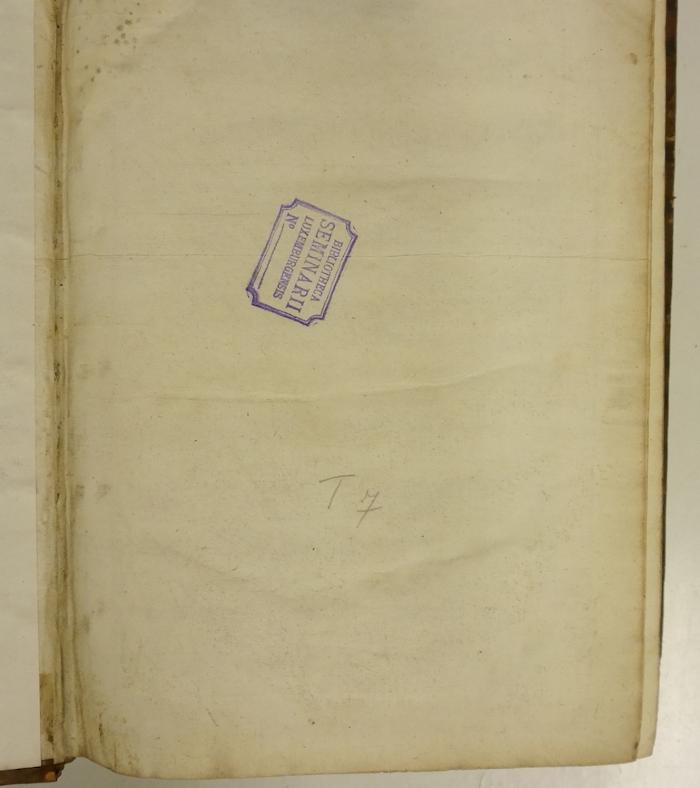 BIBLIOTHECA
SEMINARII
LUXEMBURGENSIS
Nº
T 7